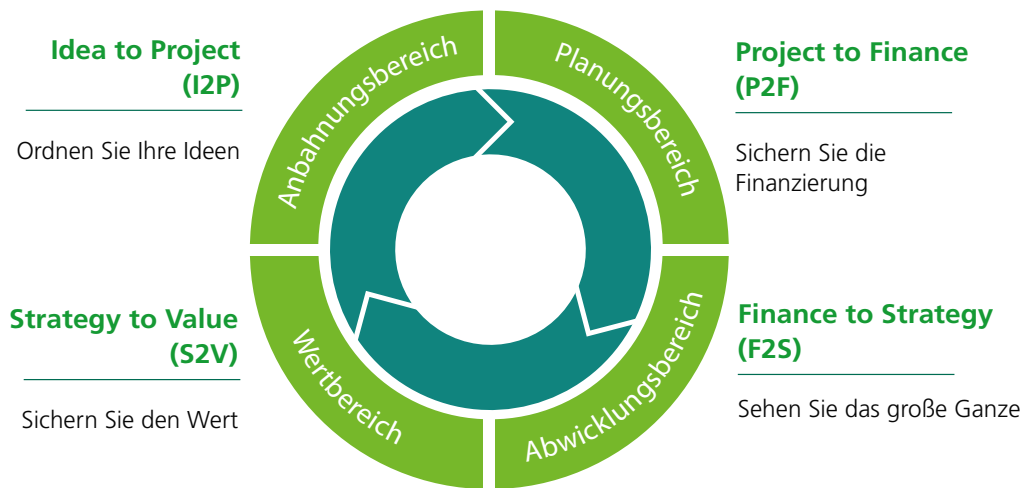 Idea to Project
(I2P)
Ordnen Sie Ihre Ideen
Anbahnungsbereich
Planungsbereich
Project to Finance
(P2F)
Sichern Sie die
Finanzierung
Strategy to Value
(S2V)
Sichern Sie den Wert
Wertbereich
Abwicklungsbereich
Finance to Strategy
(F2S)
Sehen Sie das große Ganze